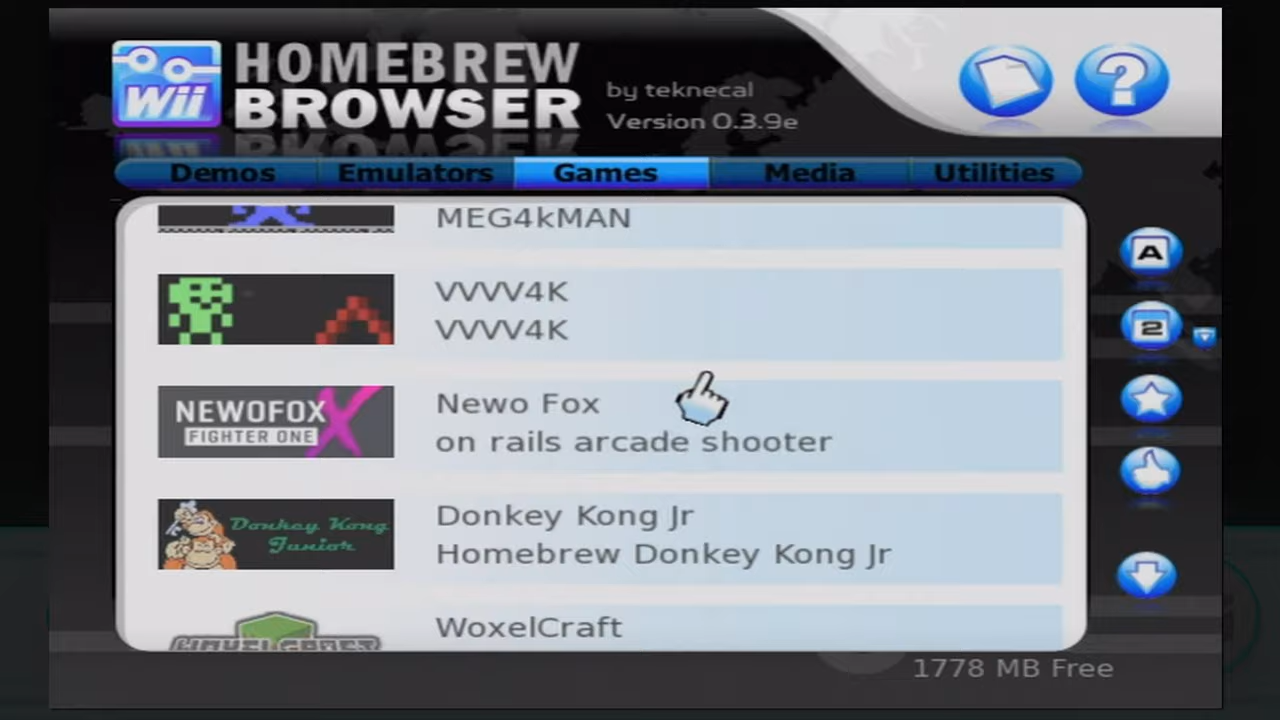 Wii
HOMEBREW
BROWSER
by teknecal
Version 0.3.9e
Demos
Emulators
Games
Media
Utilities
MEG4kMAN
VVVV4K
VVVV4K
NEWOFOX X
FIGHTER ONE
Newo Fox
on rails arcade shooter
Donkey Kong
Junior
Donkey Kong Jr
Homebrew Donkey Kong Jr
WoxelCraft
A
2
?
1778 MB Free